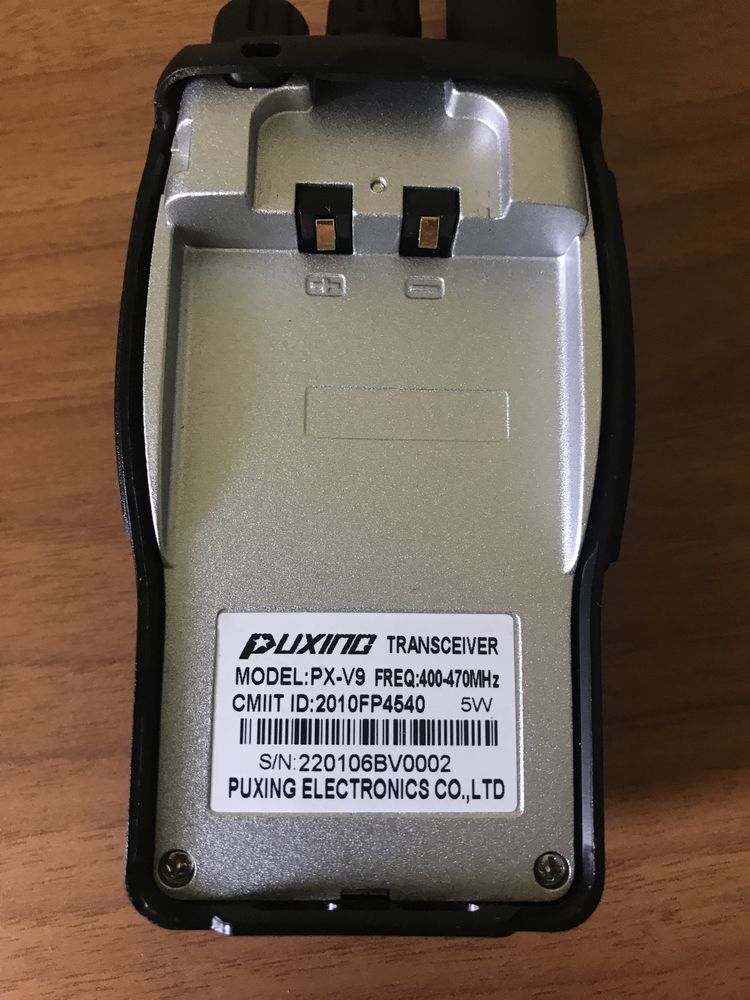 + -
PUXING TRANSCEIVER
MODEL:PX-V9 FREQ:400-470MHz
CMIIT ID:2010FP4540 5W
S/N:220106BV0002
PUXING ELECTRONICS CO.,LTD